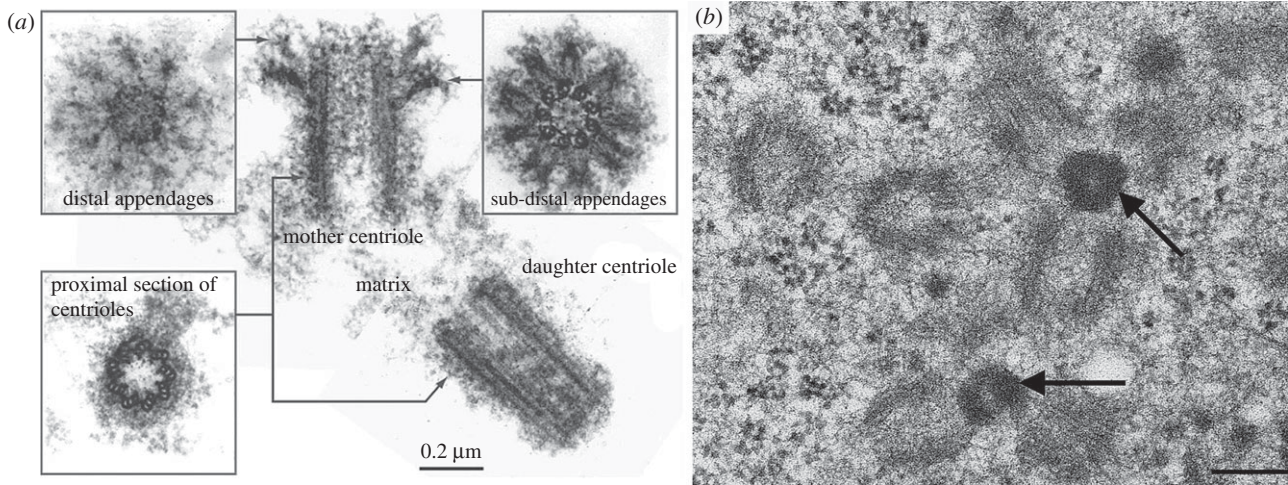 (a)
distal appendages
sub-distal appendages
mother centriole
proximal section of
centrioles
matrix
daughter centriole
0.2 µm
(b)